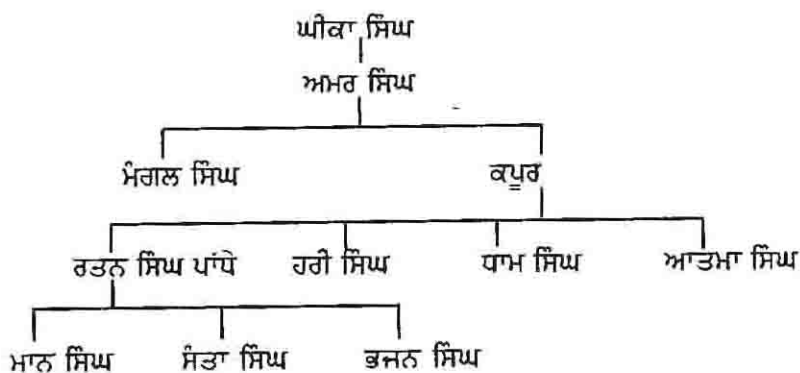 ਘੀਕਾ ਸਿੰਘ
ਅਮਰ ਸਿੰਘ
ਮੰਗਲ ਸਿੰਘ ਕਪੂਰ
ਰਤਨ ਸਿੰਘ ਪਾਂਧੇ ਹਰੀ ਸਿੰਘ ਧਾਮ ਸਿੰਘ ਆਤਮਾ ਸਿੰਘ
ਮਾਨ ਸਿੰਘ ਸੰਤਾ ਸਿੰਘ ਭਜਨ ਸਿੰਘ